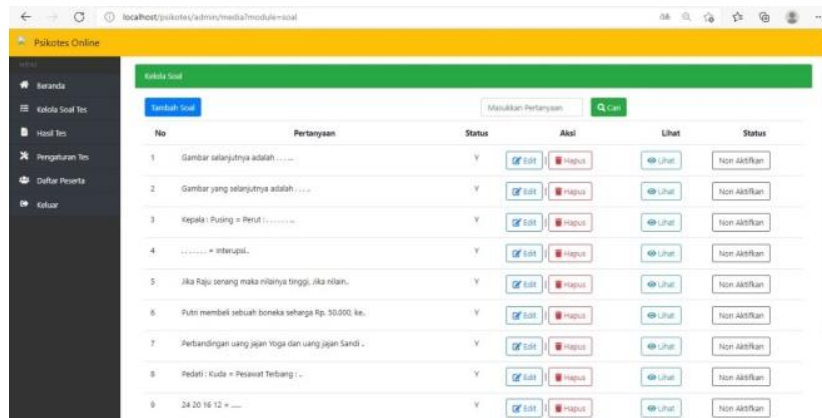 localhost/psikotes/admin/media?module=soal
Psikotes Online
MENU
Beranda
Kelola Soal Tes
Hasil Tes
Pengaturan Tes
Daftar Peserta
Keluar
Kelola Soal
Tambah Soal Masukkan Pertanyaan Cari
No Pertanyaan Status Aksi Lihat Status
1 Gambar selanjutnya adalah . . . ... Y Edit | Hapus Lihat Non Aktifkan
2 Gambar yang selanjutnya adalah . . . .. Y Edit | Hapus Lihat Non Aktifkan
3 Kepala : Pusing = Perut : . . . . . . ... Y Edit | Hapus Lihat Non Aktifkan
4 . . . . . . . = Interupsi.. Y Edit | Hapus Lihat Non Aktifkan
5 Jika Raju senang maka nilainya tinggi, Jika nilain.. Y Edit | Hapus Lihat Non Aktifkan
6 Putri membeli sebuah boneka seharga Rp. 50.000, ke.. Y Edit | Hapus Lihat Non Aktifkan
7 Perbandingan uang jajan Yoga dan uang jajan Sandi .. Y Edit | Hapus Lihat Non Aktifkan
8 Pedati : Kuda = Pesawat Terbang : .. Y Edit | Hapus Lihat Non Aktifkan
9 24 20 16 12 = ..... Y Edit | Hapus Lihat Non Aktifkan